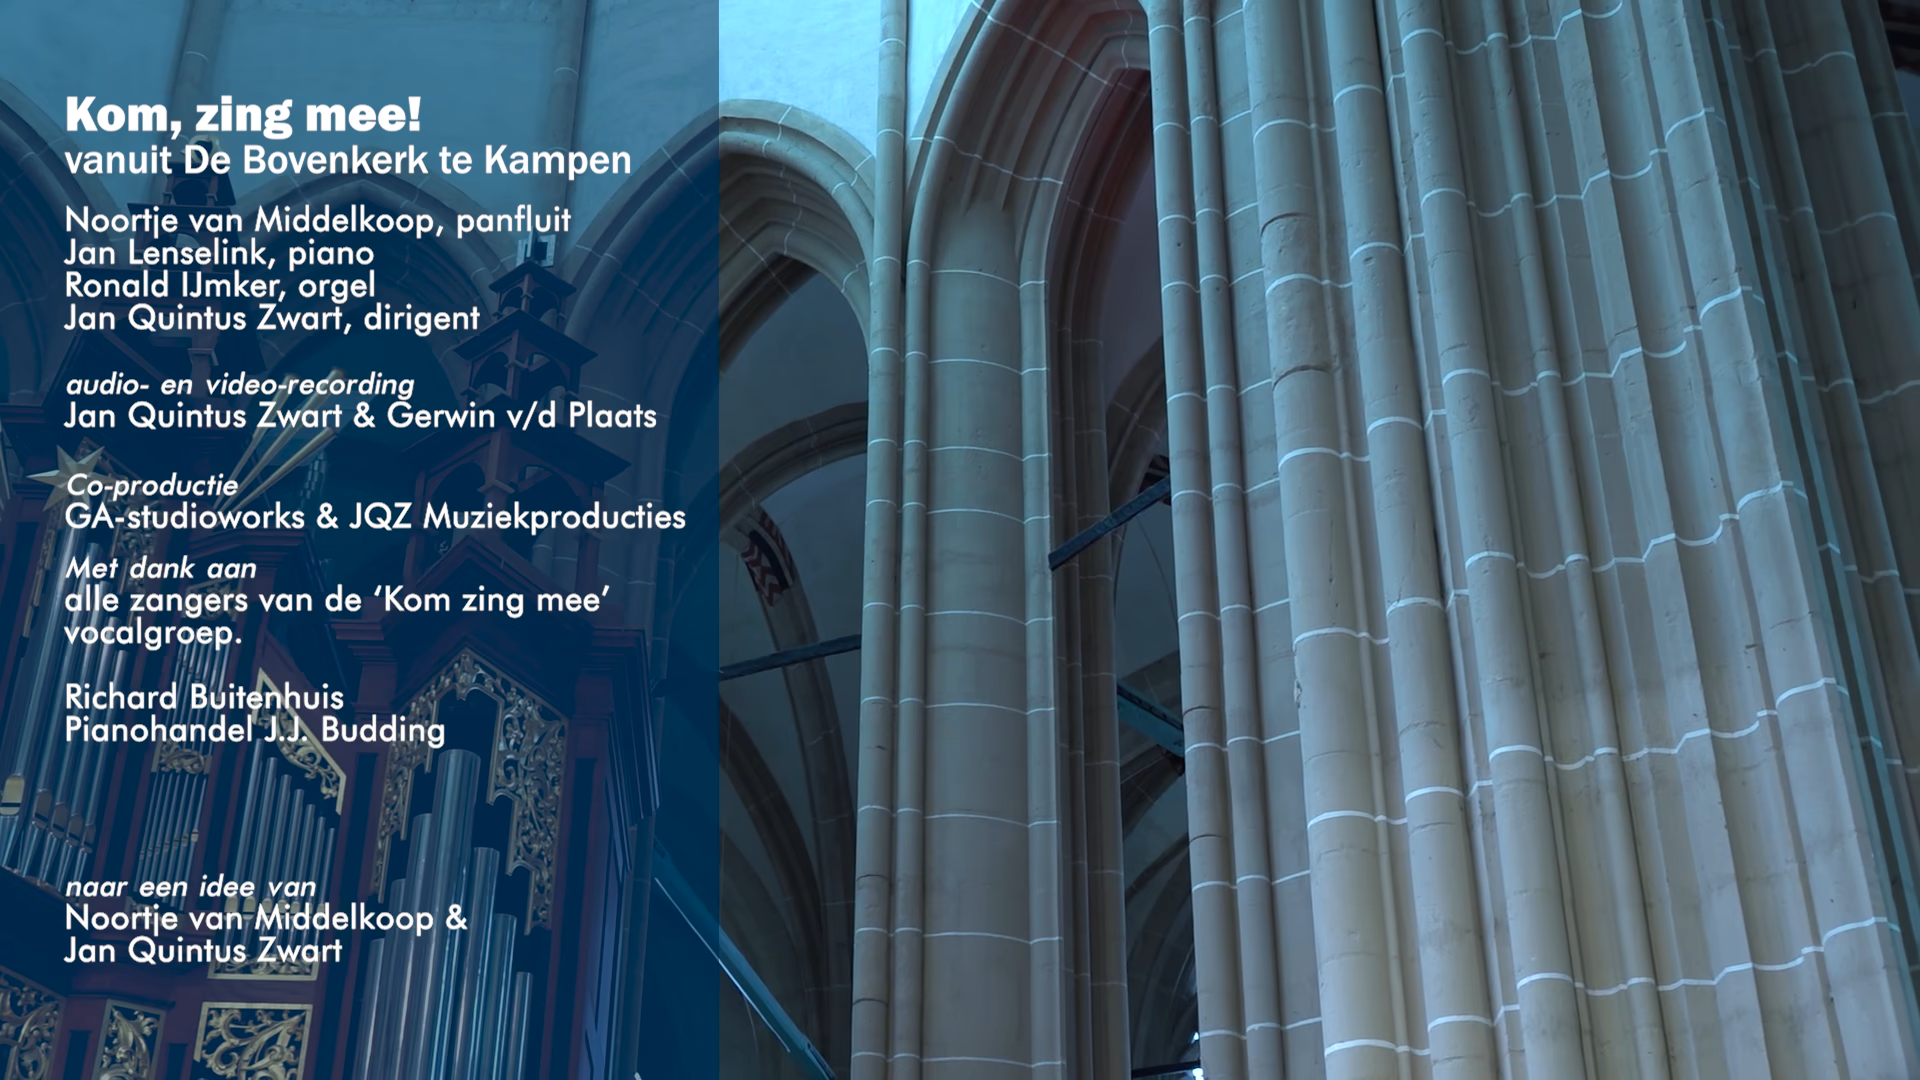 Kom, zing mee!
vanuit De Bovenkerk te Kampen
Noortje van Middelkoop, panfluit
Jan Lenselink, piano
Ronald IJmker, orgel
Jan Quintus Zwart, dirigent
audio- en video-recording
Jan Quintus Zwart & Gerwin v/d Plaats
Co-productie
GA-studioworks & JQZ Muziekproducties
Met dank aan
alle zangers van de ‘Kom zing mee’
vocalgroep.
Richard Buitenhuis
Pianohandel J.J. Budding
naar een idee van
Noortje van Middelkoop &
Jan Quintus Zwart